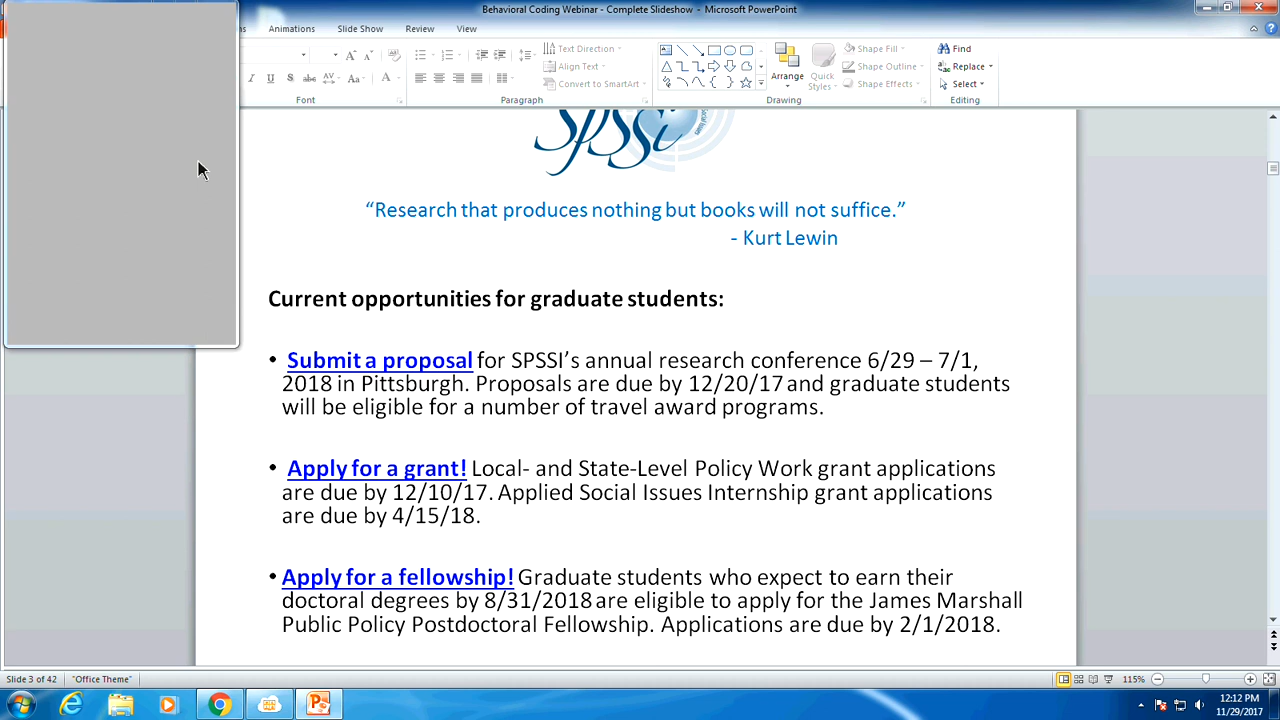 Behavioral Coding Webinar - Complete Slideshow - Microsoft PowerPoint
Animations Slide Show Review View
Text Direction Shape Fill Find
Align Text Shape Outline Replace
Convert to SmartArt Arrange Quick Styles Shape Effects Select
Font Paragraph Drawing Editing
SPSSI
Social Issues
“Research that produces nothing but books will not suffice.”
- Kurt Lewin
Current opportunities for graduate students:
• Submit a proposal for SPSSI’s annual research conference 6/29 – 7/1,
2018 in Pittsburgh. Proposals are due by 12/20/17 and graduate students
will be eligible for a number of travel award programs.
• Apply for a grant! Local- and State-Level Policy Work grant applications
are due by 12/10/17. Applied Social Issues Internship grant applications
are due by 4/15/18.
• Apply for a fellowship! Graduate students who expect to earn their
doctoral degrees by 8/31/2018 are eligible to apply for the James Marshall
Public Policy Postdoctoral Fellowship. Applications are due by 2/1/2018.
Slide 3 of 42 "Office Theme" 115%
12:12 PM
11/29/2017